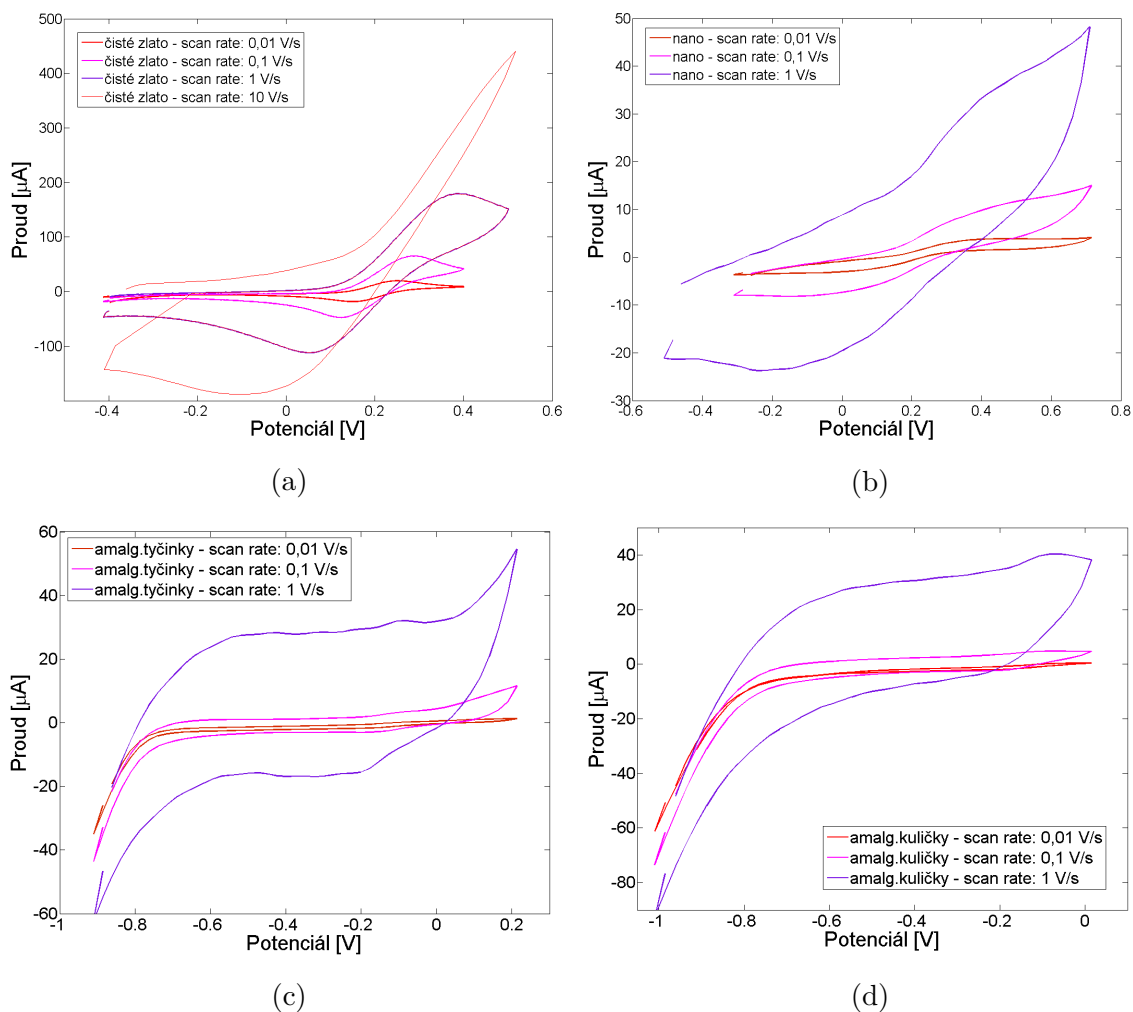 500
400
300
200
100
0
-100
-0.4
-0.2
0
0.2
0.4
0.6
Proud [µA]
Potenciál [V]
čisté zlato - scan rate: 0,01 V/s
čisté zlato - scan rate: 0,1 V/s
čisté zlato - scan rate: 1 V/s
čisté zlato - scan rate: 10 V/s
(a)
50
40
30
20
10
0
-10
-20
-30
-0.6
-0.4
-0.2
0
0.2
0.4
0.6
0.8
Proud [µA]
Potenciál [V]
nano - scan rate: 0,01 V/s
nano - scan rate: 0,1 V/s
nano - scan rate: 1 V/s
(b)
60
40
20
0
-20
-40
-60
-1
-0.8
-0.6
-0.4
-0.2
0
0.2
Proud [µA]
Potenciál [V]
amalg.tyčinky - scan rate: 0,01 V/s
amalg.tyčinky - scan rate: 0,1 V/s
amalg.tyčinky - scan rate: 1 V/s
(c)
40
20
0
-20
-40
-60
-80
-1
-0.8
-0.6
-0.4
-0.2
0
Proud [µA]
Potenciál [V]
amalg.kuličky - scan rate: 0,01 V/s
amalg.kuličky - scan rate: 0,1 V/s
amalg.kuličky - scan rate: 1 V/s
(d)